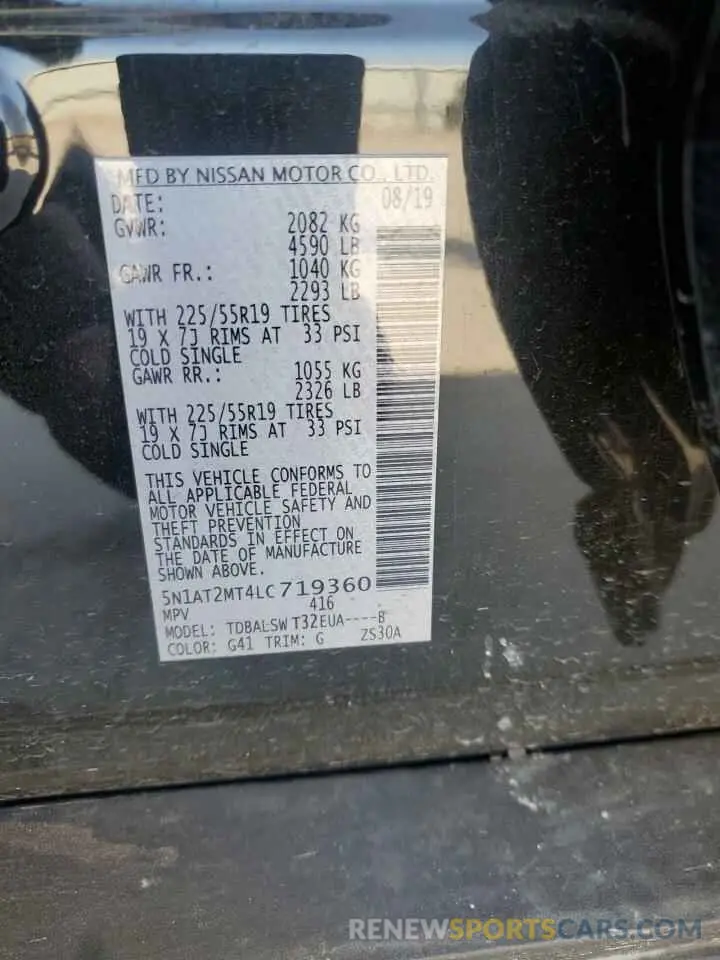 MFD BY NISSAN MOTOR CO., LTD.
DATE: 08/19
GVWR: 2082 KG
4590 LB
GAWR FR.: 1040 KG
2293 LB
WITH 225/55R19 TIRES
19 X 7J RIMS AT 33 PSI
COLD SINGLE
GAWR RR.: 1055 KG
2326 LB
WITH 225/55R19 TIRES
19 X 7J RIMS AT 33 PSI
COLD SINGLE
THIS VEHICLE CONFORMS TO
ALL APPLICABLE FEDERAL
MOTOR VEHICLE SAFETY AND
THEFT PREVENTION
STANDARDS IN EFFECT ON
THE DATE OF MANUFACTURE
SHOWN ABOVE.
5N1AT2MT4LC719360
MPV 416
MODEL: TDBALSW T32EUA----B
COLOR: G41 TRIM: G ZS30A
RENEWSPORTSCARS.COM